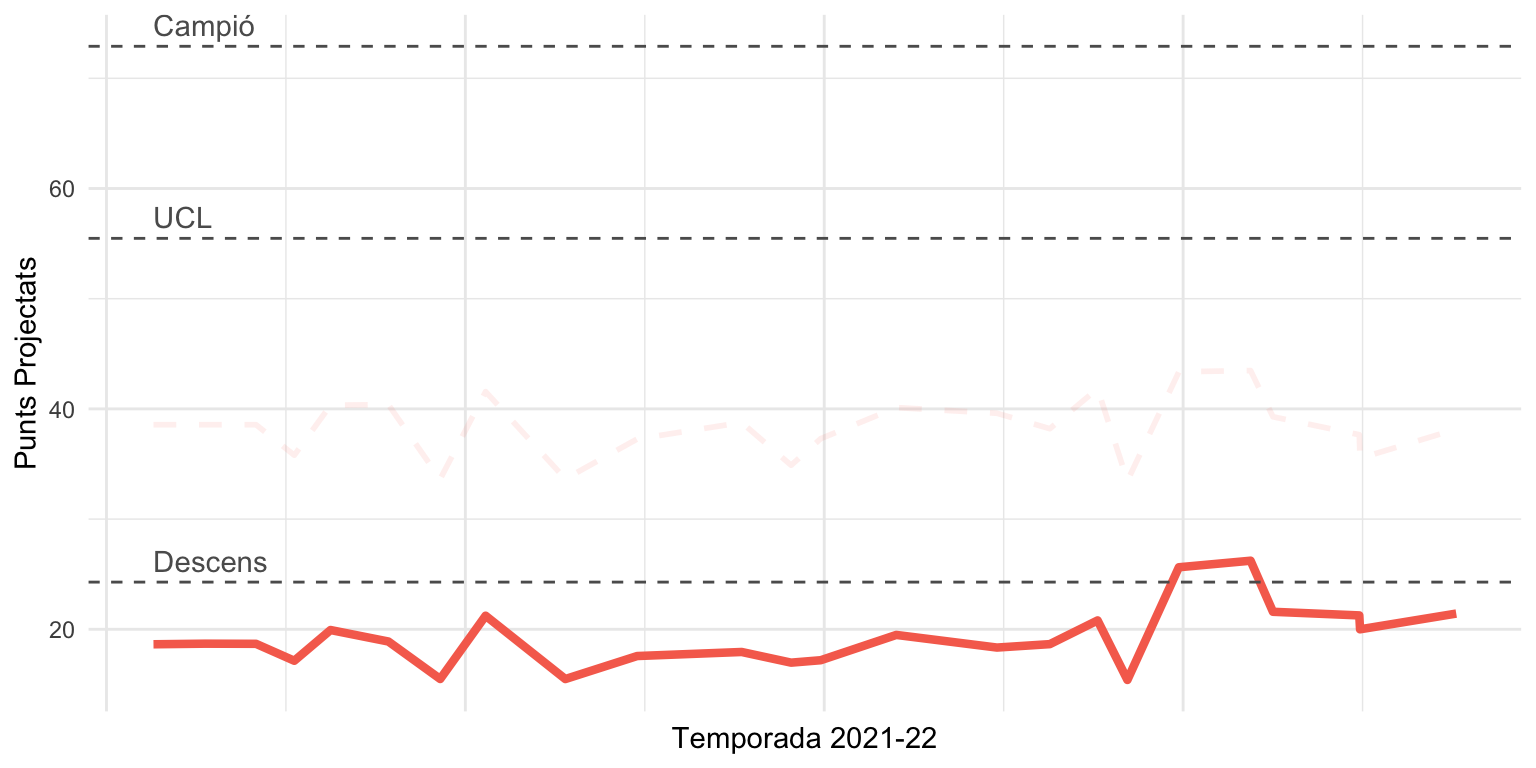 Campió
60
UCL
Punts Projectats
40
Descens
20
Temporada 2021-22